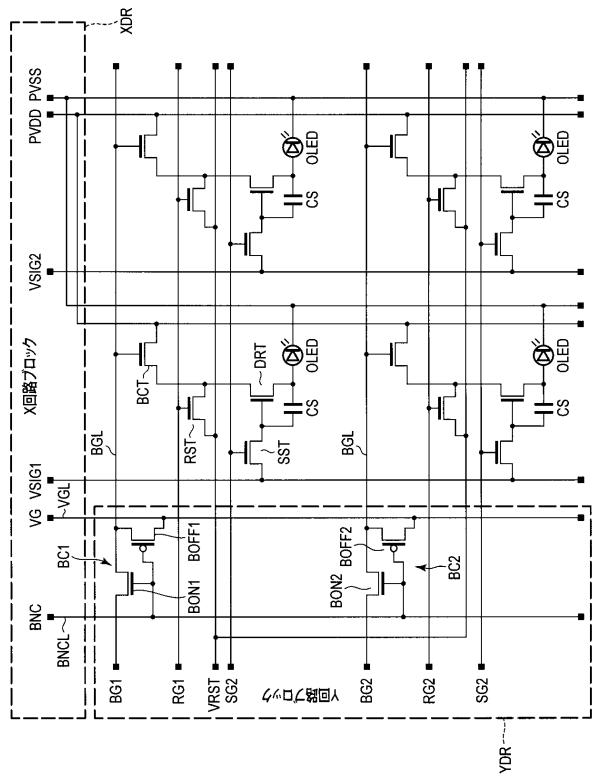 XDR
X回路ブロック
BNC
VG
VSIG1
VSIG2
PVDD
PVSS
BNCL
VGL
BC1
BGL
BG1
BON1
BOFF1
BCT
RG1
RST
VRST
SG2
SST
DRT
CS
OLED
CS
OLED
Y回路ブロック
BGL
BG2
BON2
BOFF2
BC2
RG2
SG2
CS
OLED
CS
OLED
YDR